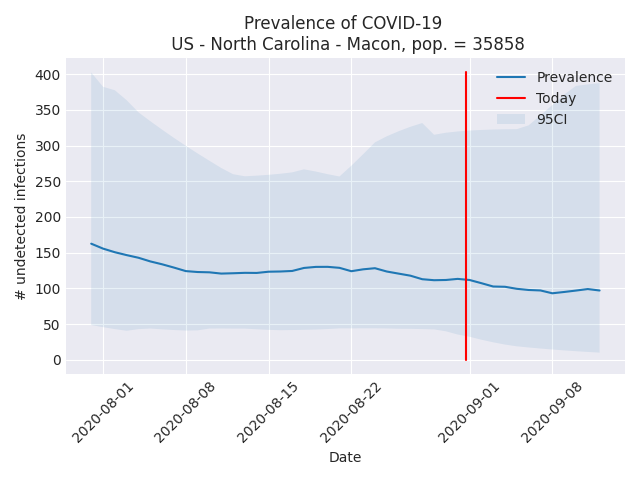 Prevalence of COVID-19
US - North Carolina - Macon, pop. = 35858
Prevalence
Today
95CI
# undetected infections
400
350
300
250
200
150
100
50
0
2020-08-01
2020-08-08
2020-08-15
2020-08-22
2020-09-01
2020-09-08
Date